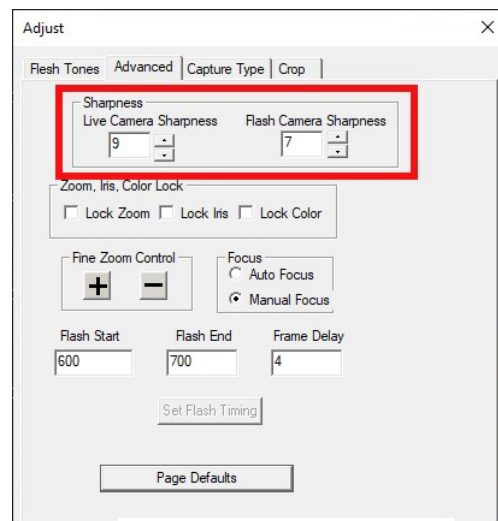 Adjust
Flesh Tones Advanced Capture Type Crop
Sharpness
Live Camera Sharpness Flash Camera Sharpness
9 7
Zoom, Iris, Color Lock
Lock Zoom Lock Iris Lock Color
Fine Zoom Control Focus
Auto Focus
+ − Manual Focus
Flash Start Flash End Frame Delay
600 700 4
Set Flash Timing
Page Defaults